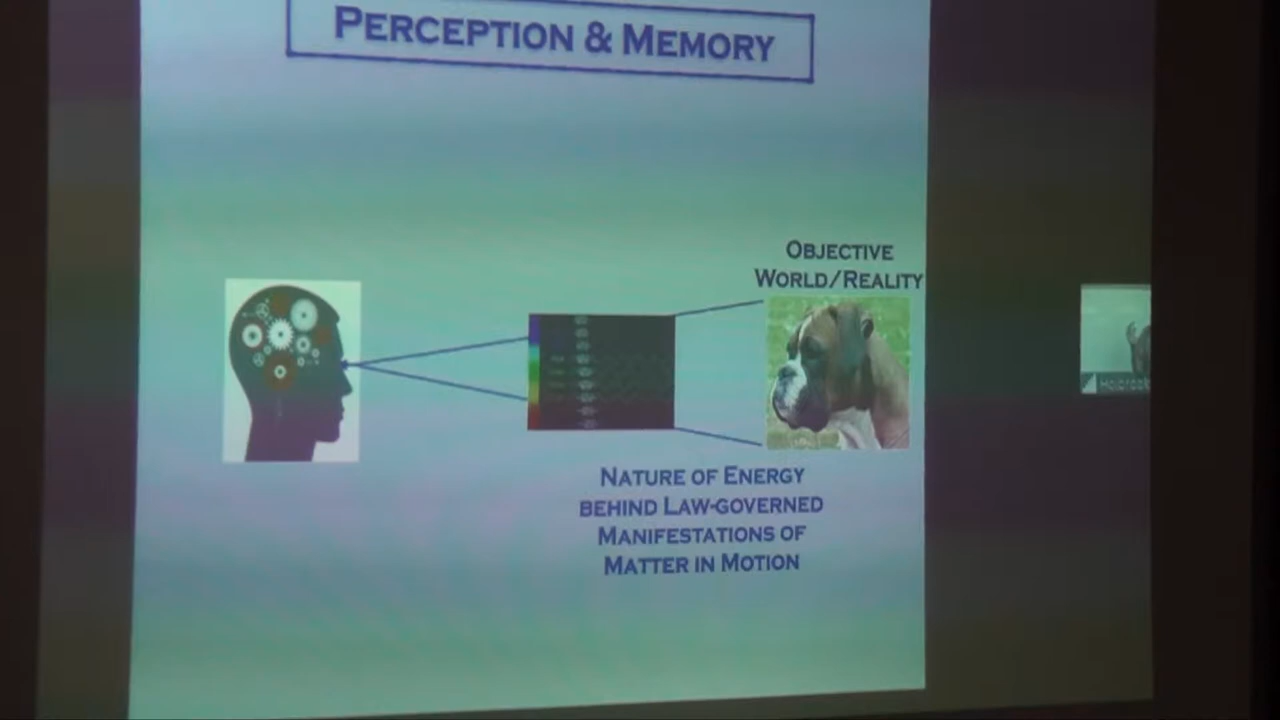 PERCEPTION & MEMORY
OBJECTIVE
WORLD/REALITY
NATURE OF ENERGY
BEHIND LAW-GOVERNED
MANIFESTATIONS OF
MATTER IN MOTION